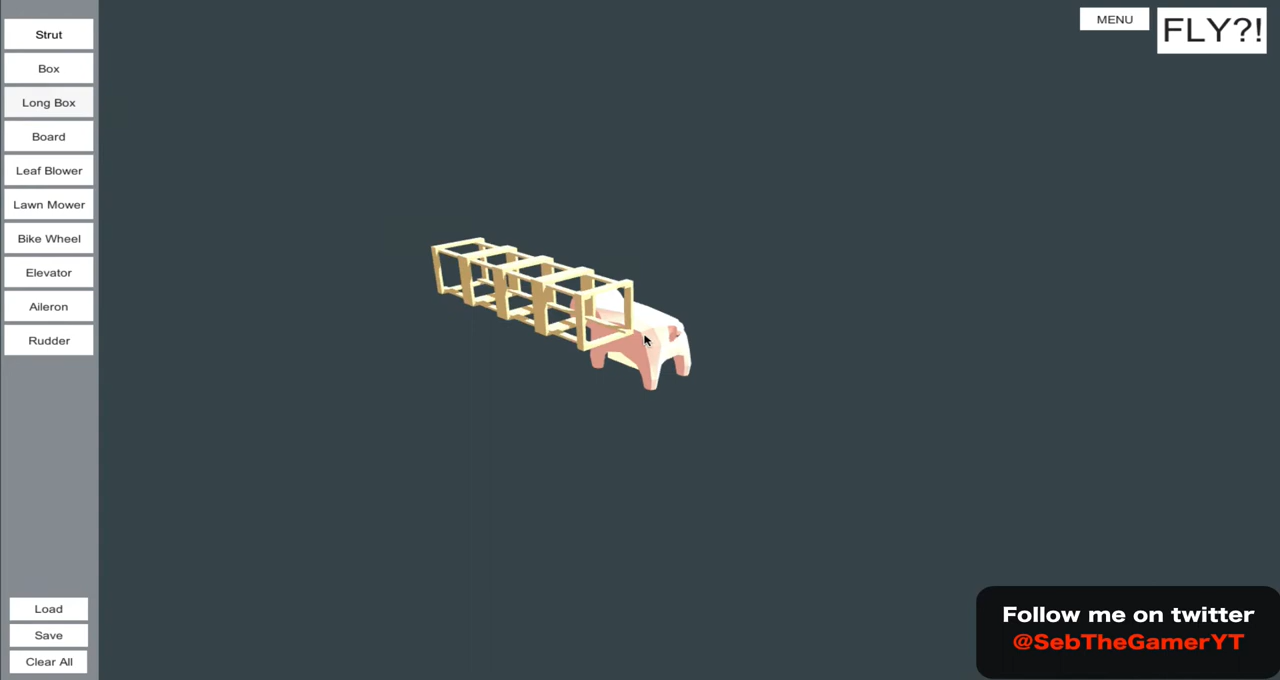 Strut
Box
Long Box
Board
Leaf Blower
Lawn Mower
Bike Wheel
Elevator
Aileron
Rudder
Load
Save
Clear All
MENU
FLY?!
Follow me on twitter
@SebTheGamerYT